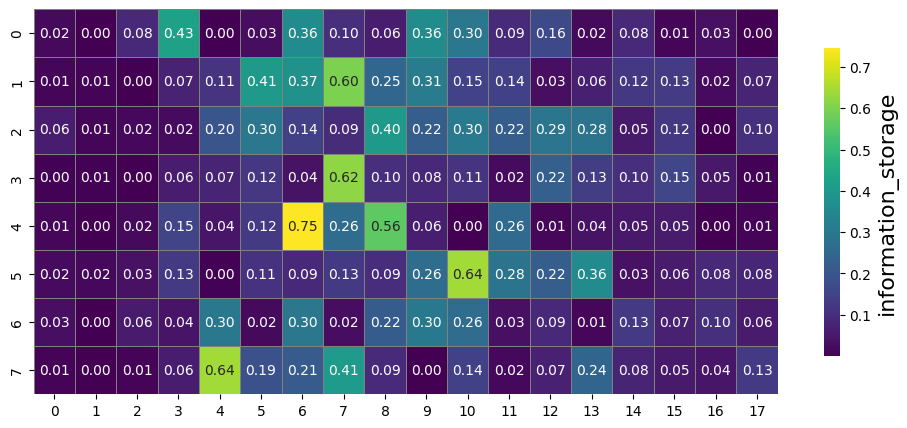 0 0.02 0.00 0.08 0.43 0.00 0.03 0.36 0.10 0.06 0.36 0.30 0.09 0.16 0.02 0.08 0.01 0.03 0.00
1 0.01 0.01 0.00 0.07 0.11 0.41 0.37 0.60 0.25 0.31 0.15 0.14 0.03 0.06 0.12 0.13 0.02 0.07
2 0.06 0.01 0.02 0.02 0.20 0.30 0.14 0.09 0.40 0.22 0.30 0.22 0.29 0.28 0.05 0.12 0.00 0.10
3 0.00 0.01 0.00 0.06 0.07 0.12 0.04 0.62 0.10 0.08 0.11 0.02 0.22 0.13 0.10 0.15 0.05 0.01
4 0.01 0.00 0.02 0.15 0.04 0.12 0.75 0.26 0.56 0.06 0.00 0.26 0.01 0.04 0.05 0.05 0.00 0.01
5 0.02 0.02 0.03 0.13 0.00 0.11 0.09 0.13 0.09 0.26 0.64 0.28 0.22 0.36 0.03 0.06 0.08 0.08
6 0.03 0.00 0.06 0.04 0.30 0.02 0.30 0.02 0.22 0.30 0.26 0.03 0.09 0.01 0.13 0.07 0.10 0.06
7 0.01 0.00 0.01 0.06 0.64 0.19 0.21 0.41 0.09 0.00 0.14 0.02 0.07 0.24 0.08 0.05 0.04 0.13
0 1 2 3 4 5 6 7 8 9 10 11 12 13 14 15 16 17
0.7
0.6
0.5
0.4
0.3
0.2
0.1
information_storage